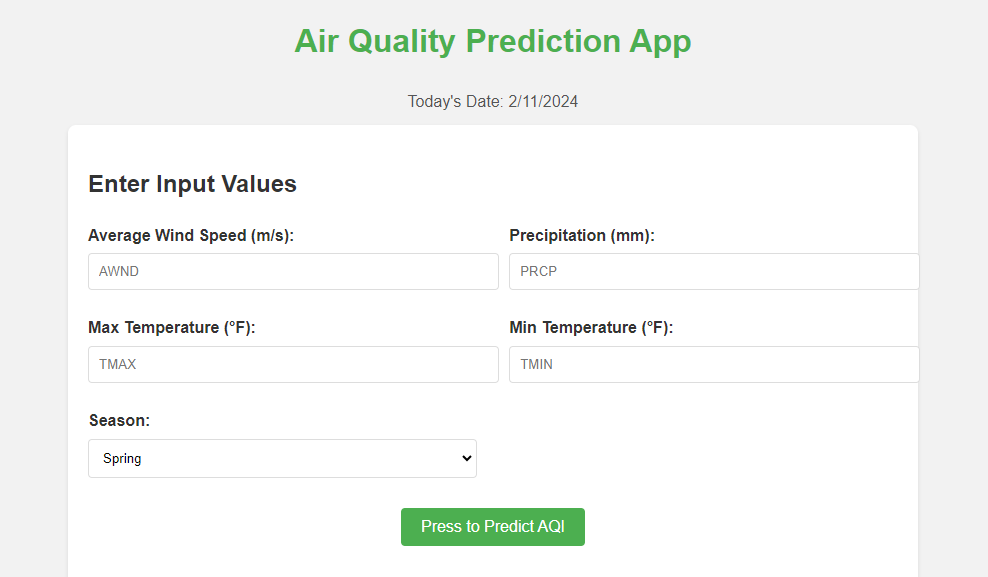 Air Quality Prediction App
Today's Date: 2/11/2024
Enter Input Values
Average Wind Speed (m/s): Precipitation (mm):
AWND PRCP
Max Temperature (°F): Min Temperature (°F):
TMAX TMIN
Season:
Spring
Press to Predict AQI